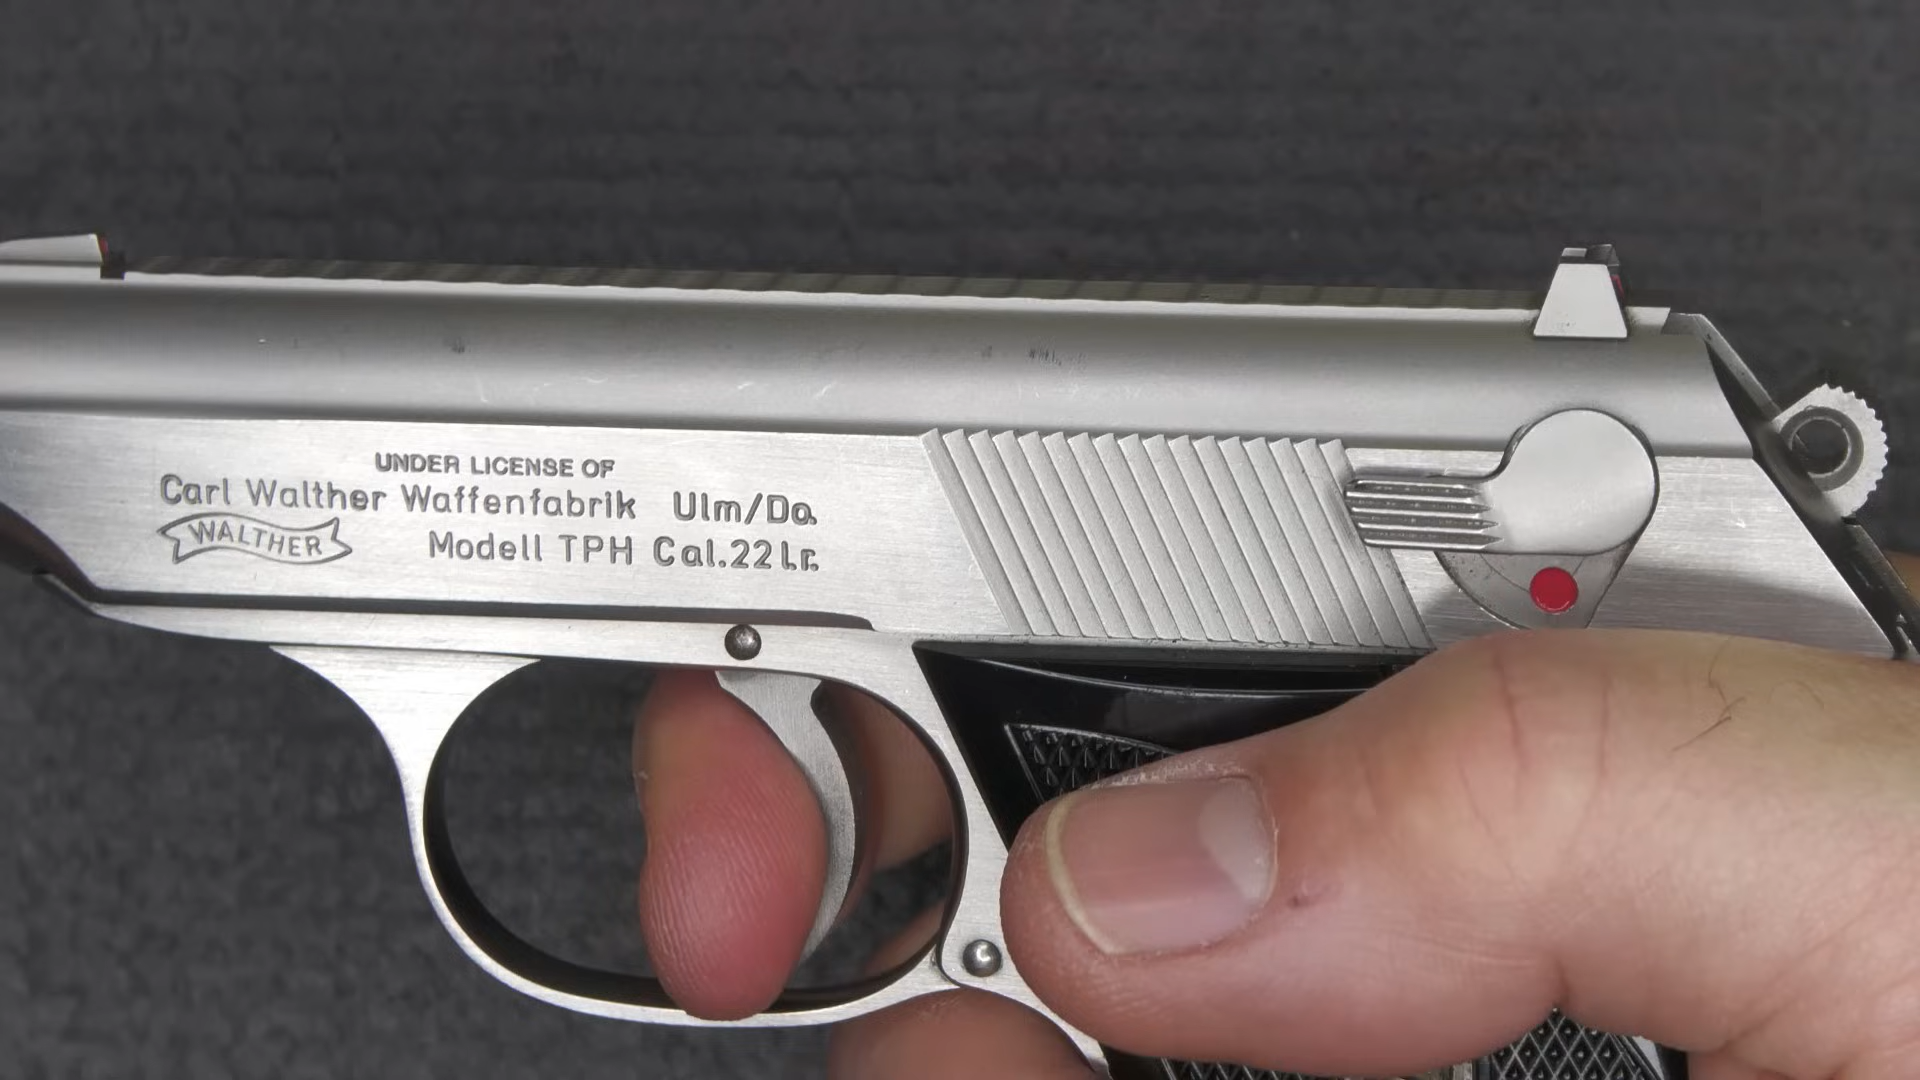 UNDER LICENSE OF
Carl Walther Waffenfabrik Ulm/Do.
WALTHER
Modell TPH Cal.22 l.r.